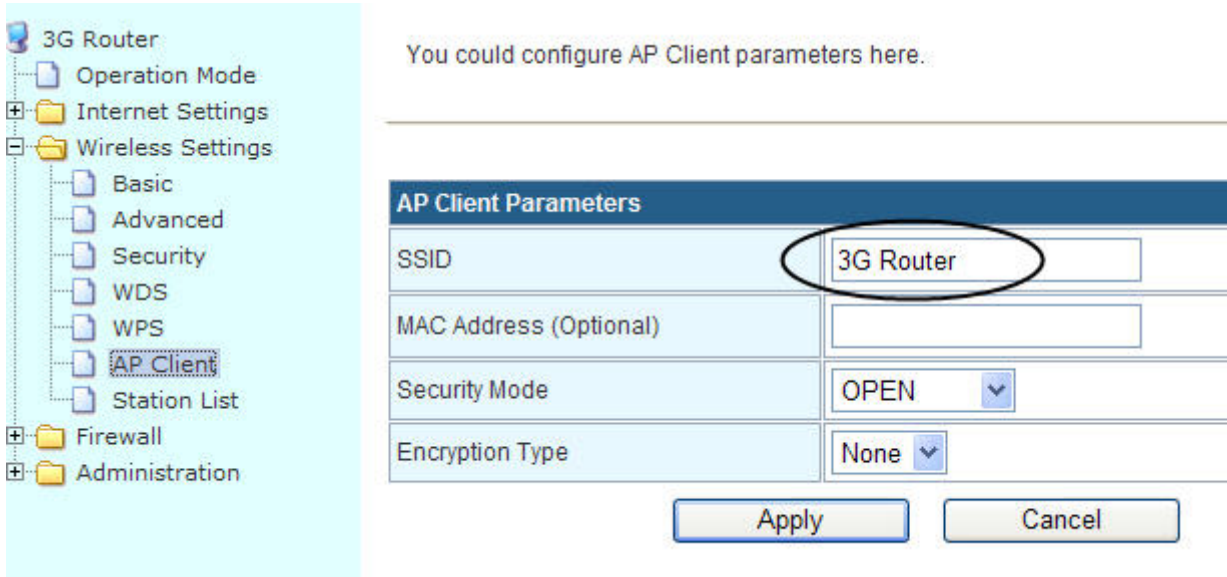 3G Router
Operation Mode
Internet Settings
Wireless Settings
Basic
Advanced
Security
WDS
WPS
AP Client
Station List
Firewall
Administration
You could configure AP Client parameters here.
AP Client Parameters
SSID 3G Router
MAC Address (Optional)
Security Mode OPEN
Encryption Type None
Apply Cancel